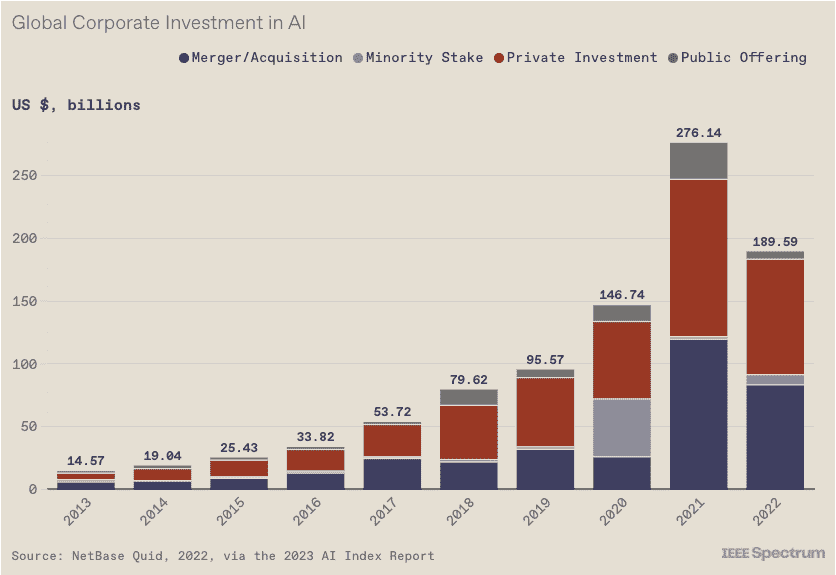 Global Corporate Investment in AI
Merger/Acquisition Minority Stake Private Investment Public Offering
US $, billions
276.14
250
200
189.59
150
146.74
100
95.57
79.62
50
53.72
33.82
25.43
19.04
14.57
0
2013 2014 2015 2016 2017 2018 2019 2020 2021 2022
Source: NetBase Quid, 2022, via the 2023 AI Index Report
IEEE Spectrum